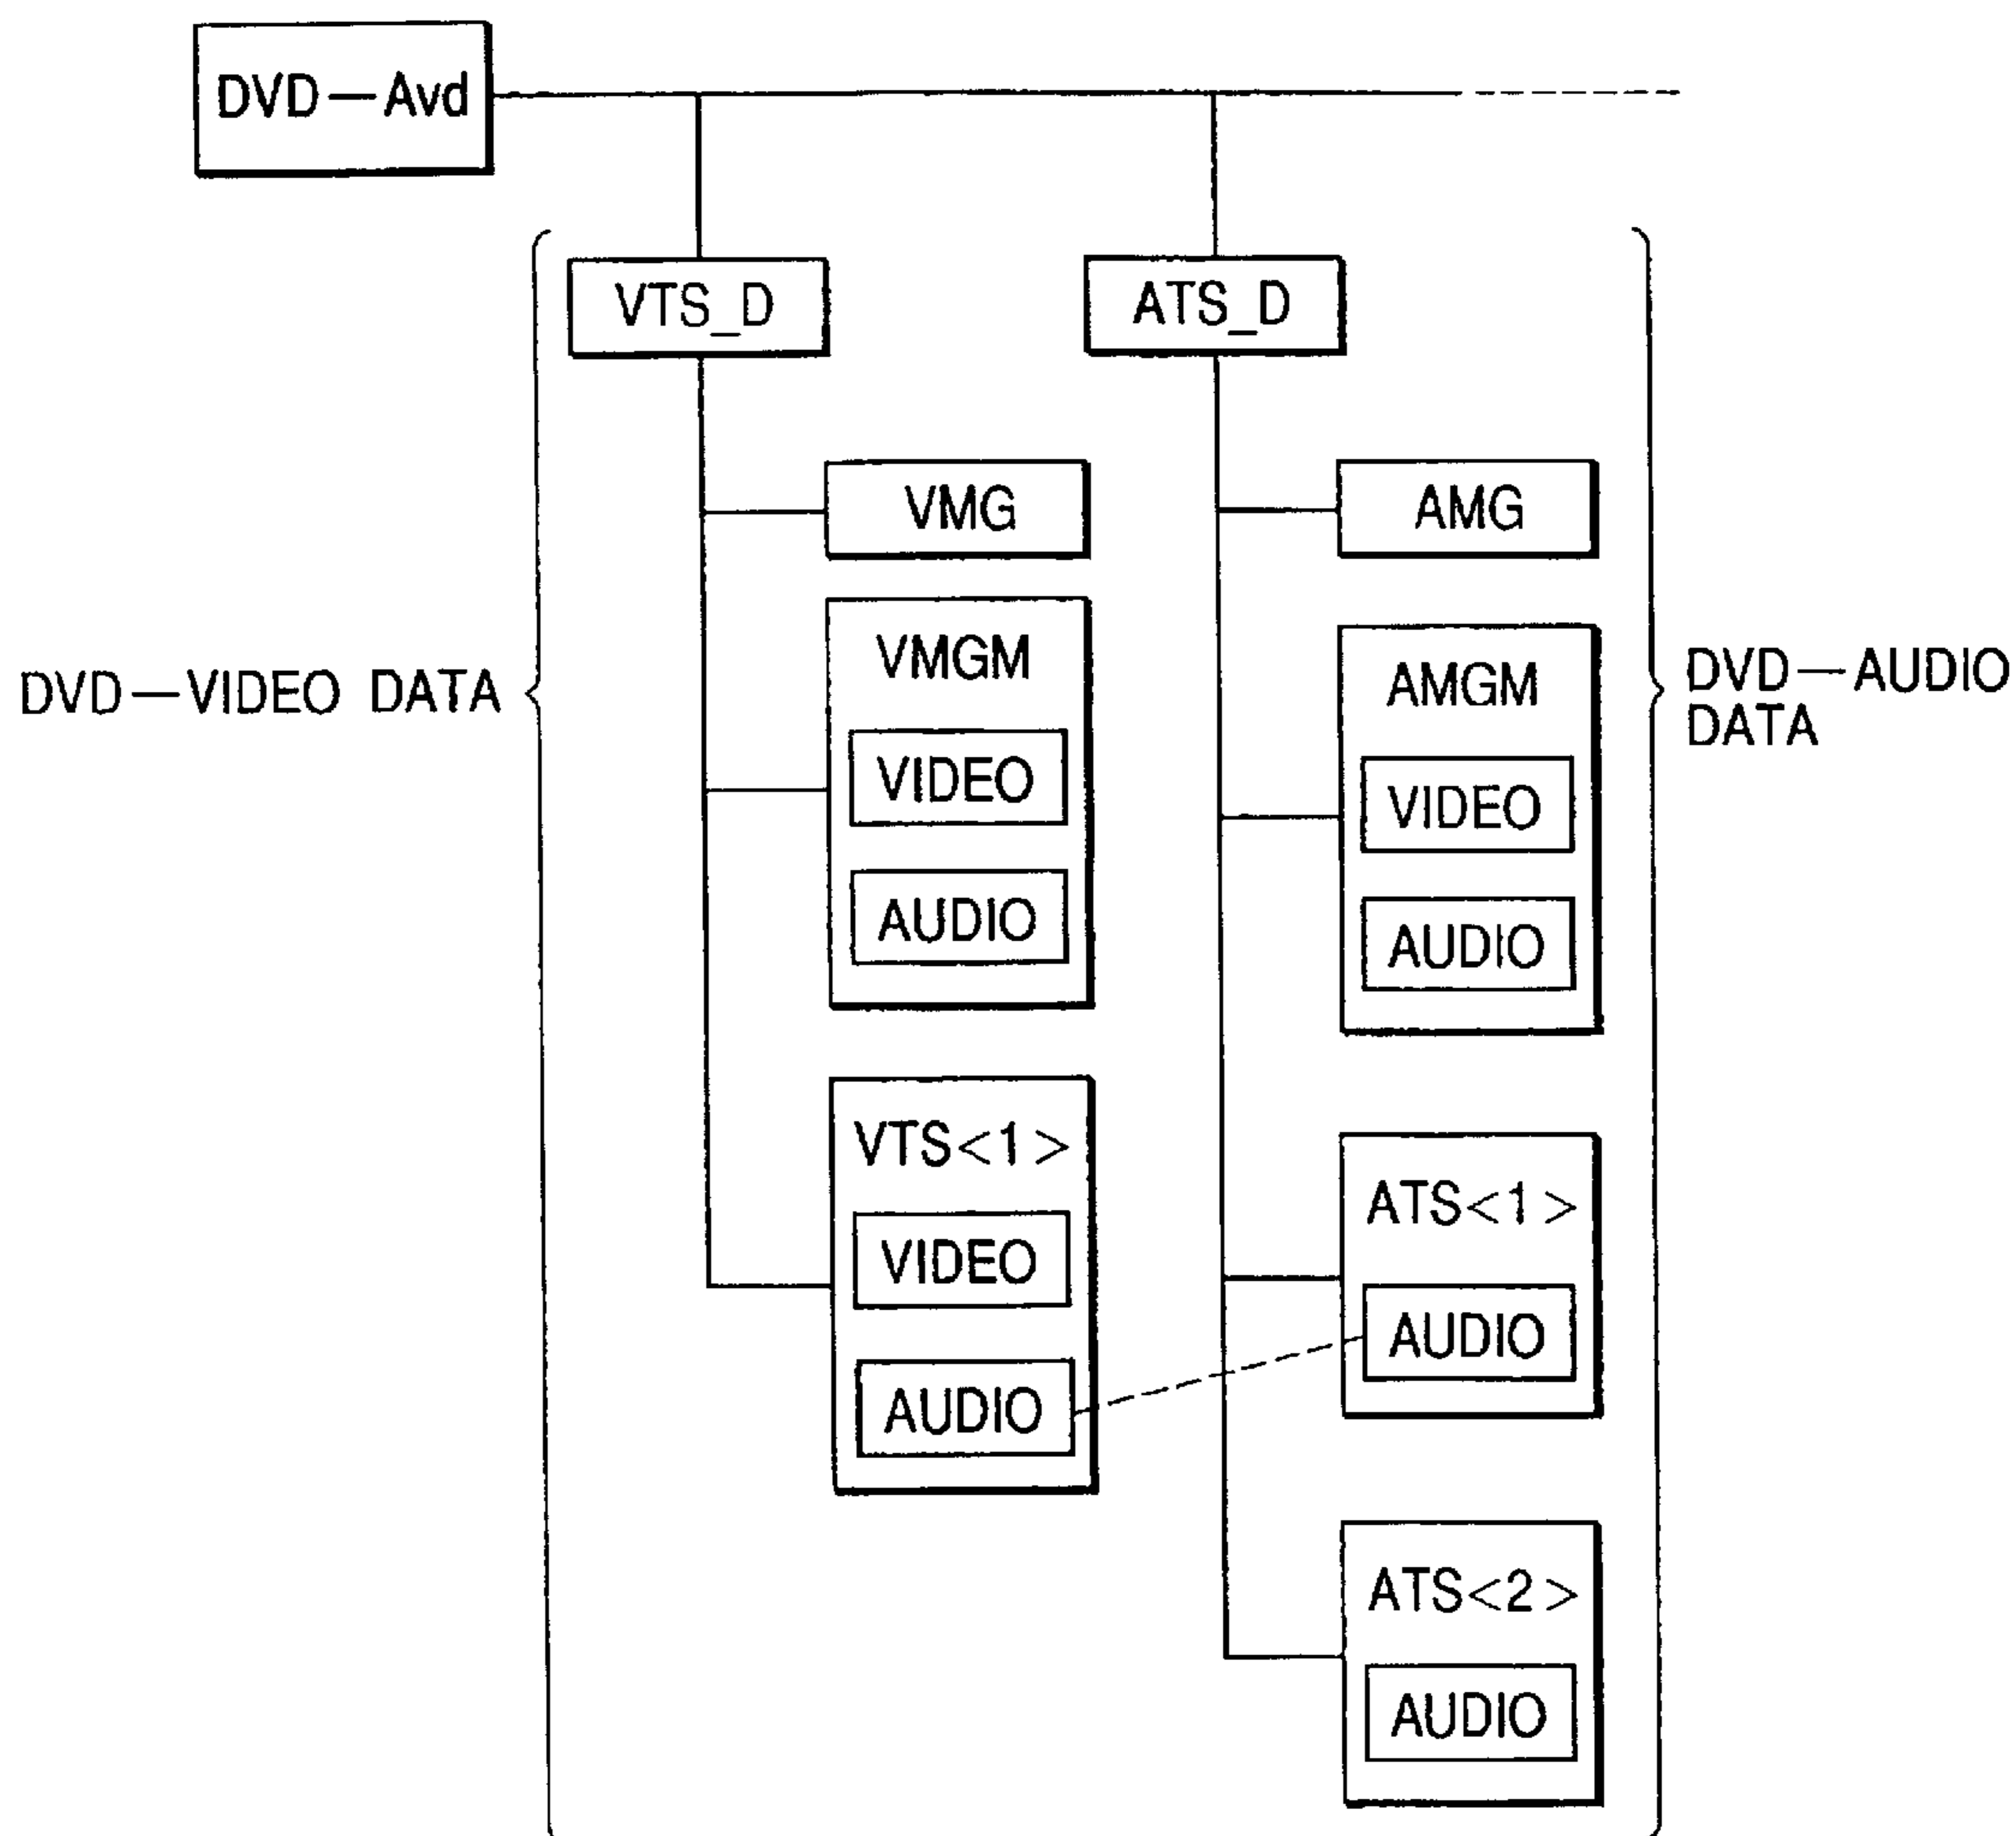 DVD—Avd
VTS_D
ATS_D
VMG
AMG
VMGM
VIDEO
AUDIO
AMGM
VIDEO
AUDIO
DVD—VIDEO DATA
DVD—AUDIO
DATA
VTS<1>
VIDEO
AUDIO
ATS<1>
AUDIO
ATS<2>
AUDIO